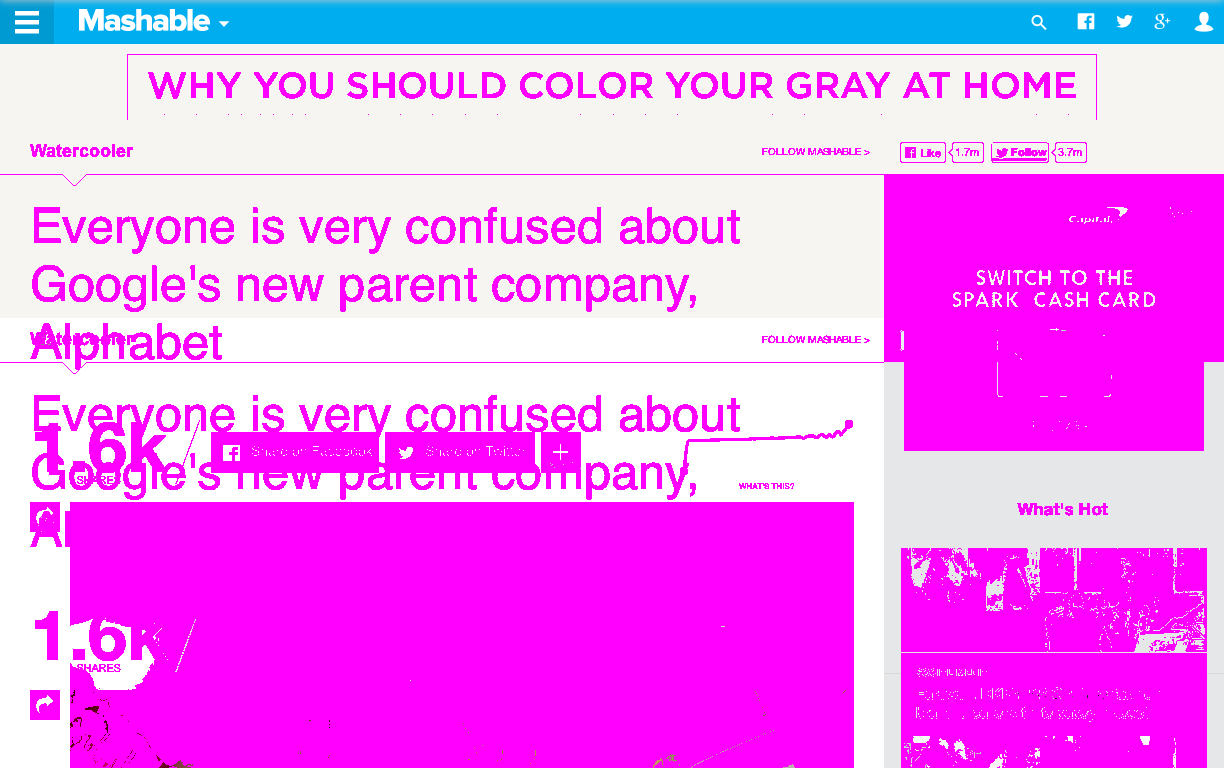 Mashable
WHY YOU SHOULD COLOR YOUR GRAY AT HOME
Watercooler
FOLLOW MASHABLE >
Like
1.7m
Follow
3.7m
Everyone is very confused about
Google's new parent company,
Alphabet
Capital
SWITCH TO THE
SPARK CASH CARD
Watercooler
FOLLOW MASHABLE >
Everyone is very confused about
Google's new parent company,
1.6k
SHARES
Share on Facebook
Share on Twitter
WHAT'S THIS?
What's Hot
1.6k
SHARES